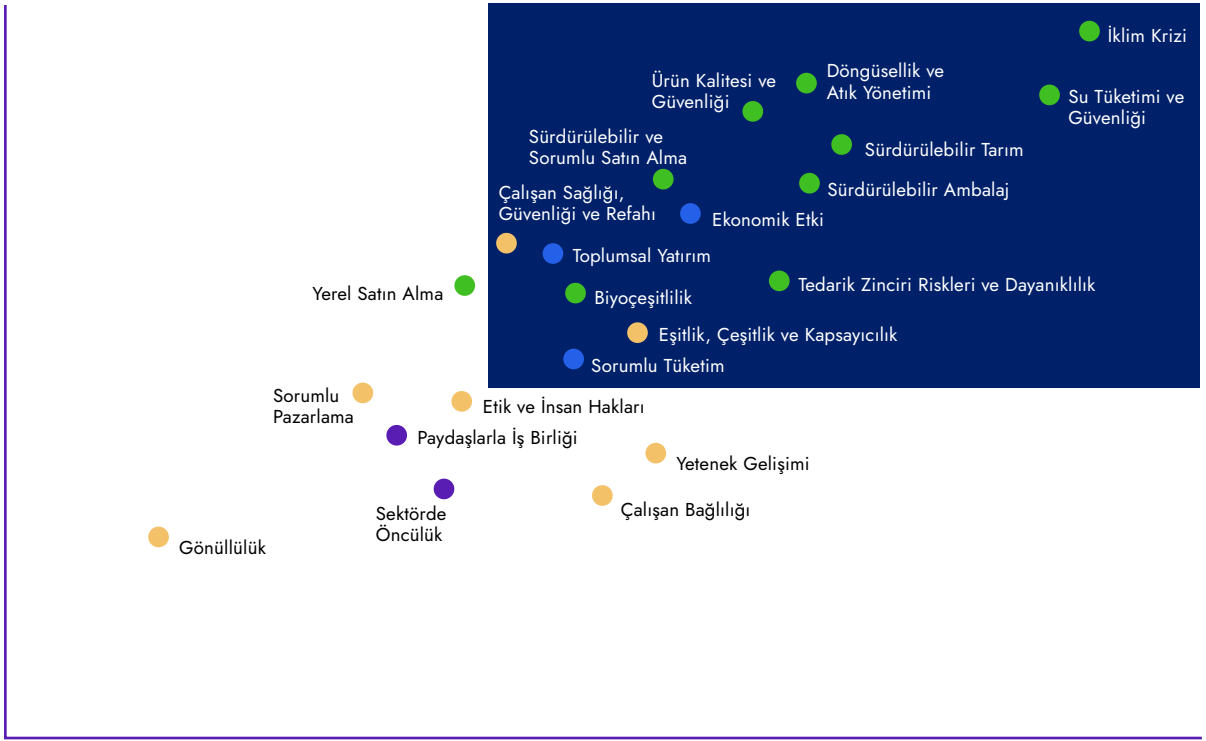 İklim Krizi
Döngüsellik ve
Atık Yönetimi
Ürün Kalitesi ve
Güvenliği
Su Tüketimi ve
Güvenliği
Sürdürülebilir ve
Sorumlu Satın Alma
Sürdürülebilir Tarım
Sürdürülebilir Ambalaj
Çalışan Sağlığı,
Güvenliği ve Refahı
Ekonomik Etki
Toplumsal Yatırım
Tedarik Zinciri Riskleri ve Dayanıklılık
Yerel Satın Alma
Biyoçeşitlilik
Eşitlik, Çeşitlik ve Kapsayıcılık
Sorumlu Tüketim
Sorumlu
Pazarlama
Etik ve İnsan Hakları
Paydaşlarla İş Birliği
Yetenek Gelişimi
Çalışan Bağlılığı
Sektörde
Öncülük
Gönüllülük